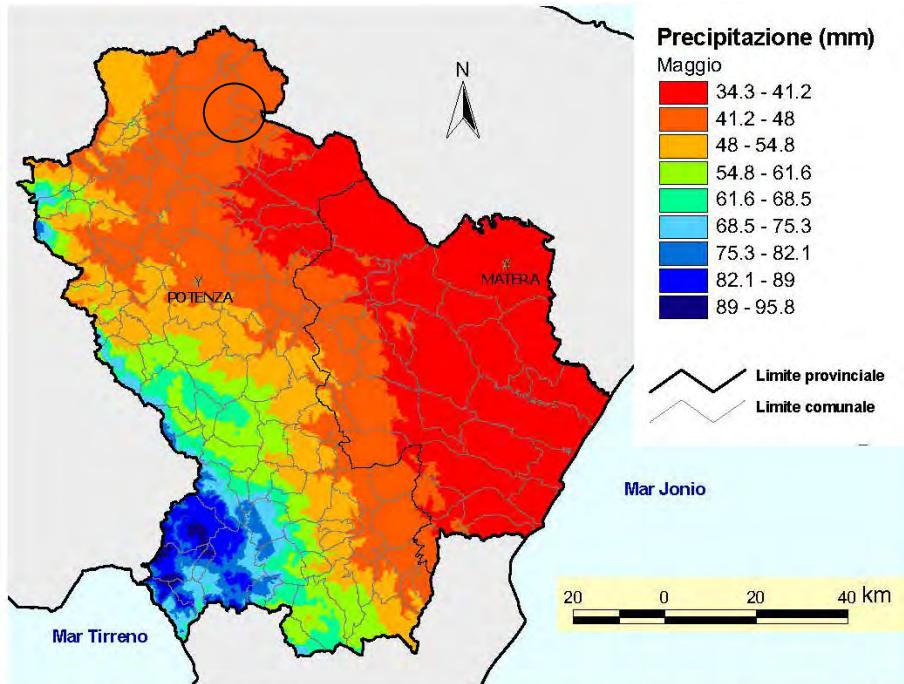 Precipitazione (mm)
Maggio
34.3 - 41.2
41.2 - 48
48 - 54.8
54.8 - 61.6
61.6 - 68.5
68.5 - 75.3
75.3 - 82.1
82.1 - 89
89 - 95.8
Limite provinciale
Limite comunale
N
POTENZA
MATERA
Mar Jonio
Mar Tirreno
20 0 20 40 km